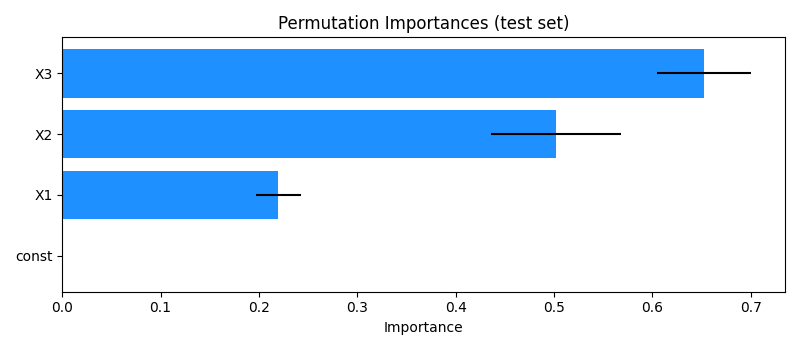 Permutation Importances (test set)
X3
X2
X1
const
0.0 0.1 0.2 0.3 0.4 0.5 0.6 0.7
Importance